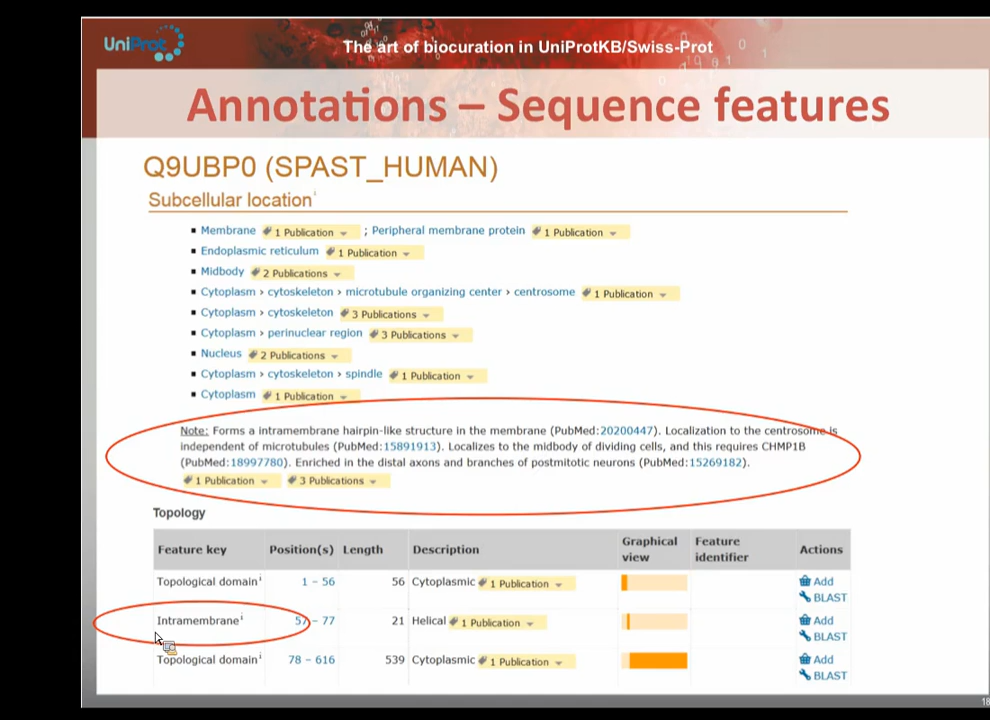 UniProt
The art of biocuration in UniProtKB/Swiss-Prot
Annotations – Sequence features
Q9UBP0 (SPAST_HUMAN)
Subcellular location i
Membrane 1 Publication ; Peripheral membrane protein 1 Publication
Endoplasmic reticulum 1 Publication
Midbody 2 Publications
Cytoplasm › cytoskeleton › microtubule organizing center › centrosome 1 Publication
Cytoplasm › cytoskeleton 3 Publications
Cytoplasm › perinuclear region 3 Publications
Nucleus 2 Publications
Cytoplasm › cytoskeleton › spindle 1 Publication
Cytoplasm 1 Publication
Note: Forms a intramembrane hairpin-like structure in the membrane (PubMed:20200447). Localization to the centrosome is
independent of microtubules (PubMed:15891913). Localizes to the midbody of dividing cells, and this requires CHMP1B
(PubMed:18997780). Enriched in the distal axons and branches of postmitotic neurons (PubMed:15269182).
1 Publication 3 Publications
Topology
Feature key Position(s) Length Description Graphical view Feature identifier Actions
Topological domain i 1 – 56 56 Cytoplasmic 1 Publication Add
BLAST
Intramembrane i 57 – 77 21 Helical 1 Publication Add
BLAST
Topological domain i 78 – 616 539 Cytoplasmic 1 Publication Add
BLAST
18